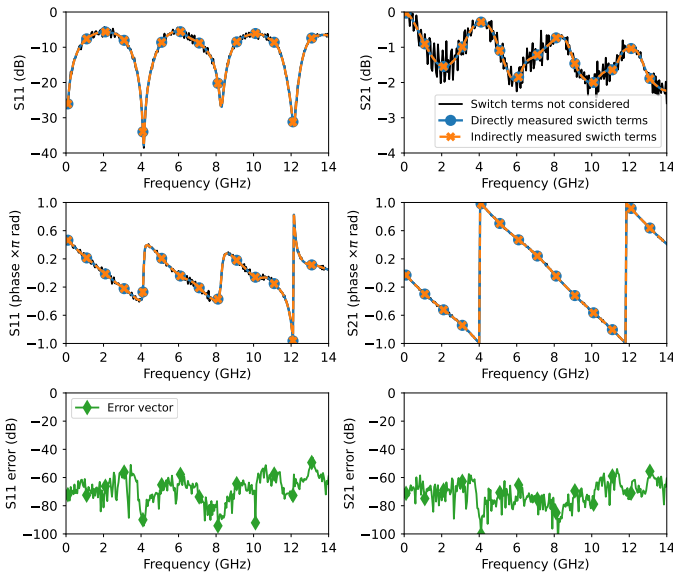 0
−10
−20
−30
−40
S11 (dB)
0 2 4 6 8 10 12 14
Frequency (GHz)
0
−1
−2
−3
−4
S21 (dB)
Switch terms not considered
Directly measured swicth terms
Indirectly measured swicth terms
0 2 4 6 8 10 12 14
Frequency (GHz)
1.0
0.6
0.2
−0.2
−0.6
−1.0
S11 (phase ×π rad)
0 2 4 6 8 10 12 14
Frequency (GHz)
1.0
0.6
0.2
−0.2
−0.6
−1.0
S21 (phase ×π rad)
0 2 4 6 8 10 12 14
Frequency (GHz)
0
−20
−40
−60
−80
−100
S11 error (dB)
Error vector
0 2 4 6 8 10 12 14
Frequency (GHz)
0
−20
−40
−60
−80
−100
S21 error (dB)
0 2 4 6 8 10 12 14
Frequency (GHz)